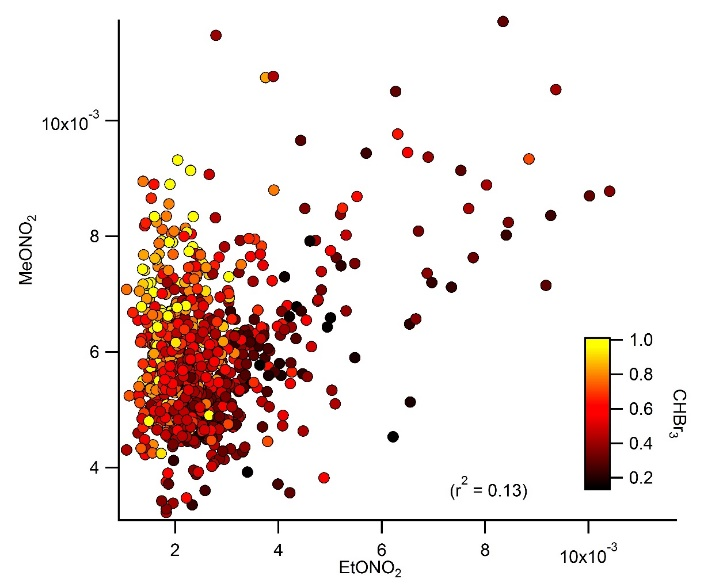 10x10⁻³
8
6
4
MeONO₂
2
4
6
8
10x10⁻³
EtONO₂
(r² = 0.13)
1.0
0.8
0.6
0.4
0.2
CHBr₃